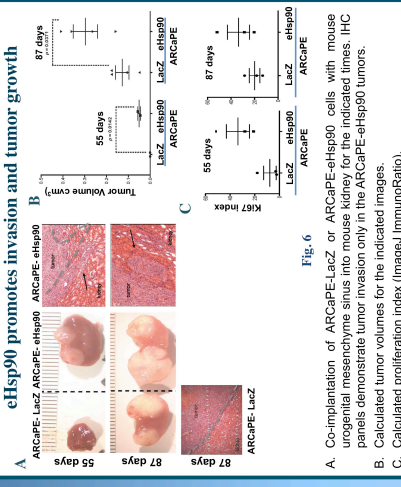 eHsp90 promotes invasion and tumor growth
A
ARCaPE- LacZ ARCaPE- eHsp90 ARCaPE- eHsp90
55 days
87 days
tumor
kidney
tumor
kidney
87 days
ARCaPE- LacZ
B
Tumor Volume cvm³
55 days
87 days
LacZ eHsp90 LacZ eHsp90
ARCaPE ARCaPE
C
Ki67 index
55 days
87 days
LacZ eHsp90 LacZ eHsp90
ARCaPE ARCaPE
Fig. 6
A. Co-implantation of ARCaPE-LacZ or ARCaPE-eHsp90 cells with mouse
urogenital mesenchyme sinus into mouse kidney for the indicated times. IHC
panels demonstrate tumor invasion only in the ARCaPE-eHsp90 tumors.
B. Calculated tumor volumes for the indicated images.
C. Calculated proliferation index (ImageJ ImmunoRatio).